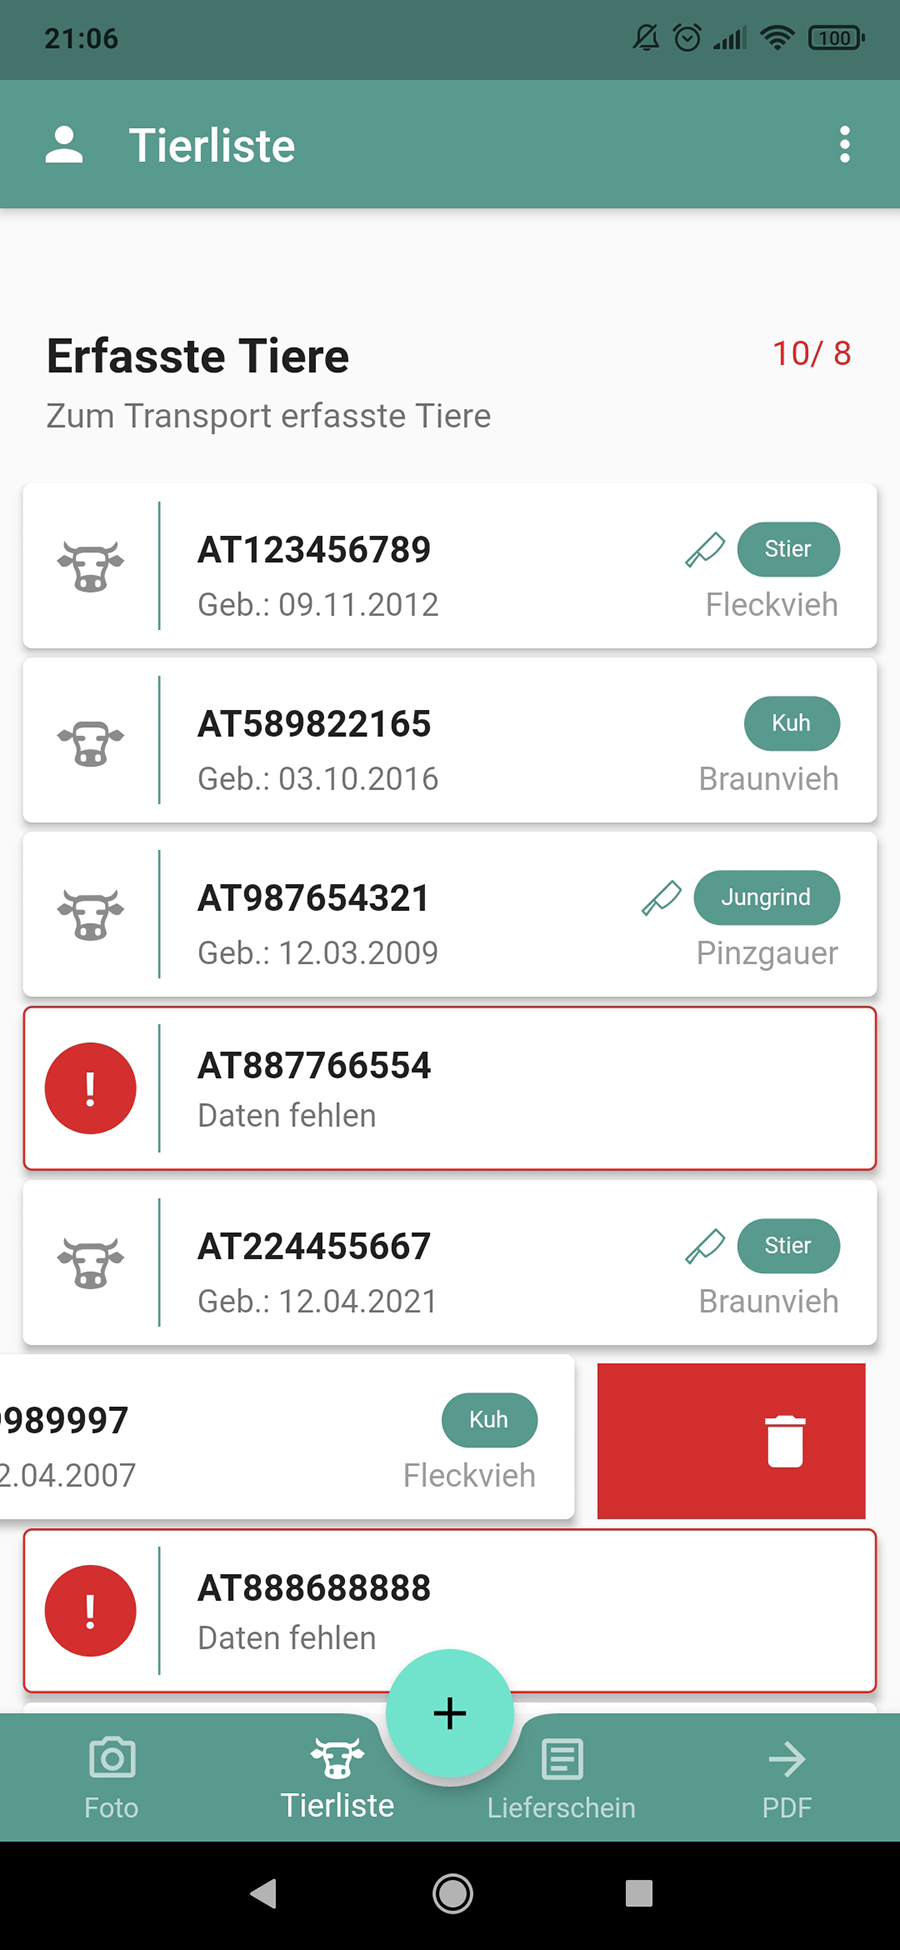 21:06
100
Tierliste
Erfasste Tiere
10/ 8
Zum Transport erfasste Tiere
AT123456789
Stier
Geb.: 09.11.2012
Fleckvieh
AT589822165
Kuh
Geb.: 03.10.2016
Braunvieh
AT987654321
Jungrind
Geb.: 12.03.2009
Pinzgauer
!
AT887766554
Daten fehlen
AT224455667
Stier
Geb.: 12.04.2021
Braunvieh
989997
Kuh
2.04.2007
Fleckvieh
!
AT888688888
Daten fehlen
+
Foto
Tierliste
Lieferschein
PDF